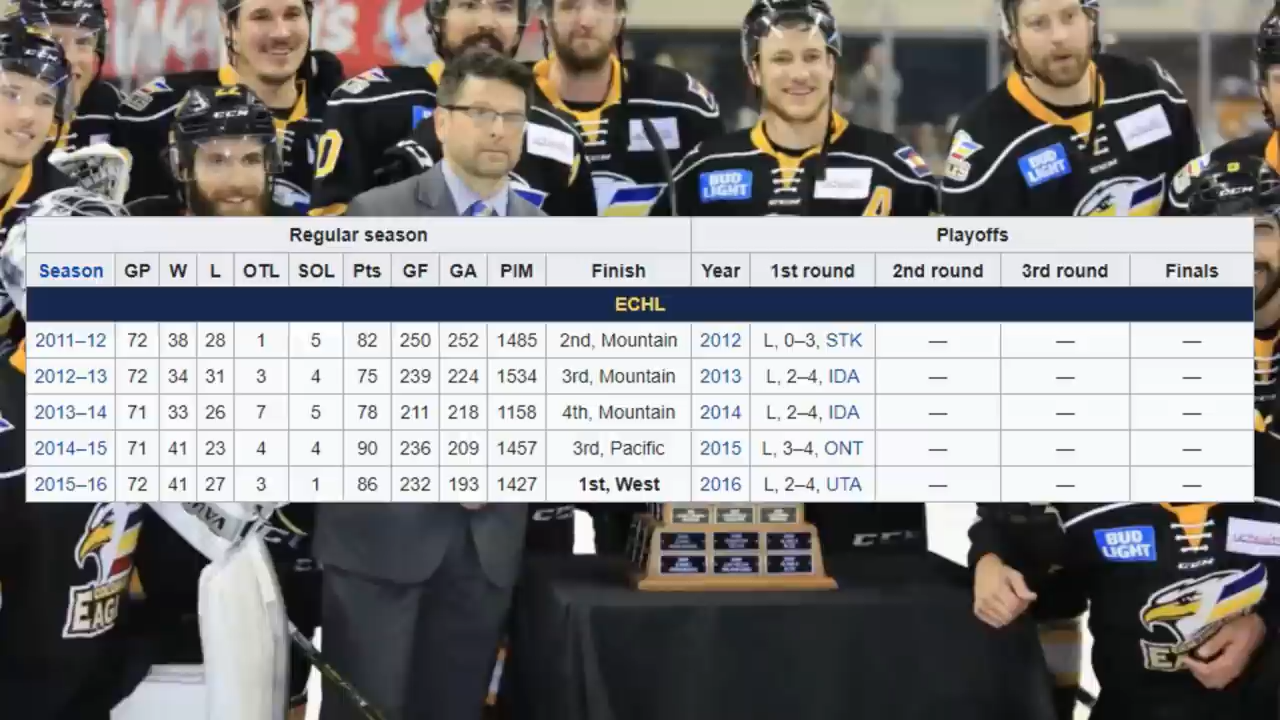 Regular season Playoffs
Season GP W L OTL SOL Pts GF GA PIM Finish Year 1st round 2nd round 3rd round Finals
ECHL
2011–12 72 38 28 1 5 82 250 252 1485 2nd, Mountain 2012 L, 0–3, STK — — —
2012–13 72 34 31 3 4 75 239 224 1534 3rd, Mountain 2013 L, 2–4, IDA — — —
2013–14 71 33 26 7 5 78 211 218 1158 4th, Mountain 2014 L, 2–4, IDA — — —
2014–15 71 41 23 4 4 90 236 209 1457 3rd, Pacific 2015 L, 3–4, ONT — — —
2015–16 72 41 27 3 1 86 232 193 1427 1st, West 2016 L, 2–4, UTA — — —
CCM
BUD
LIGHT
BUD
LIGHT
A
C
CCM
BUD
LIGHT
CCM